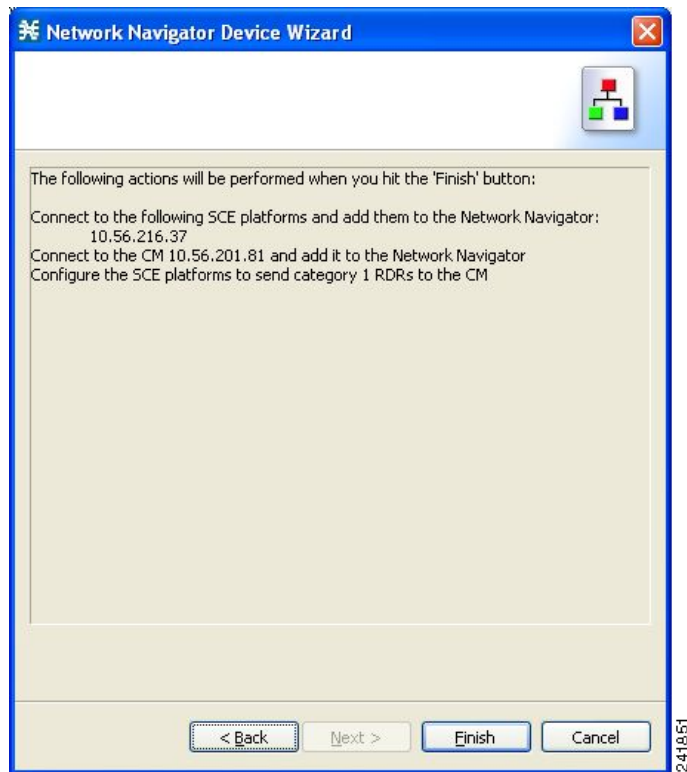 Network Navigator Device Wizard
The following actions will be performed when you hit the 'Finish' button:
Connect to the following SCE platforms and add them to the Network Navigator:
10.56.216.37
Connect to the CM 10.56.201.81 and add it to the Network Navigator
Configure the SCE platforms to send category 1 RDRs to the CM
< Back
Next >
Finish
Cancel
241851